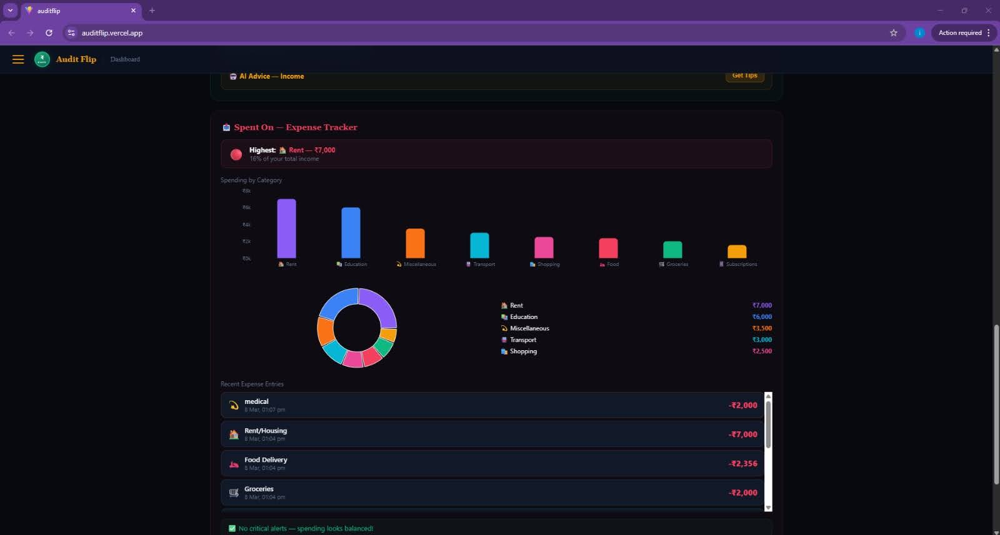 auditflip
auditflip.vercel.app
Action required
₹
CASH
Audit Flip
Dashboard
AI Advice — Income
Get Tips
Spent On — Expense Tracker
Highest: Rent — ₹7,000
16% of your total income
Spending by Category
₹8k
₹6k
₹4k
₹2k
₹0k
Rent
Education
Miscellaneous
Transport
Shopping
Food
Groceries
Subscriptions
Rent ₹7,000
Education ₹6,000
Miscellaneous ₹3,500
Transport ₹3,000
Shopping ₹2,500
Recent Expense Entries
medical
8 Mar, 01:07 pm
-₹2,000
Rent/Housing
8 Mar, 01:04 pm
-₹7,000
Food Delivery
8 Mar, 01:04 pm
-₹2,356
Groceries
8 Mar, 01:04 pm
-₹2,000
No critical alerts — spending looks balanced!